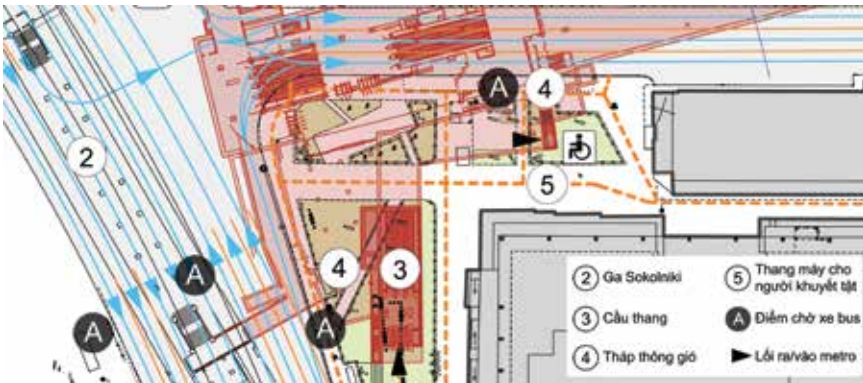 A
4
2
5
A
4
3
A
A
2 Ga Sokolniki
3 Cầu thang
4 Tháp thông gió
5 Thang máy cho
người khuyết tật
A Điểm chờ xe bus
Lối ra/vào metro